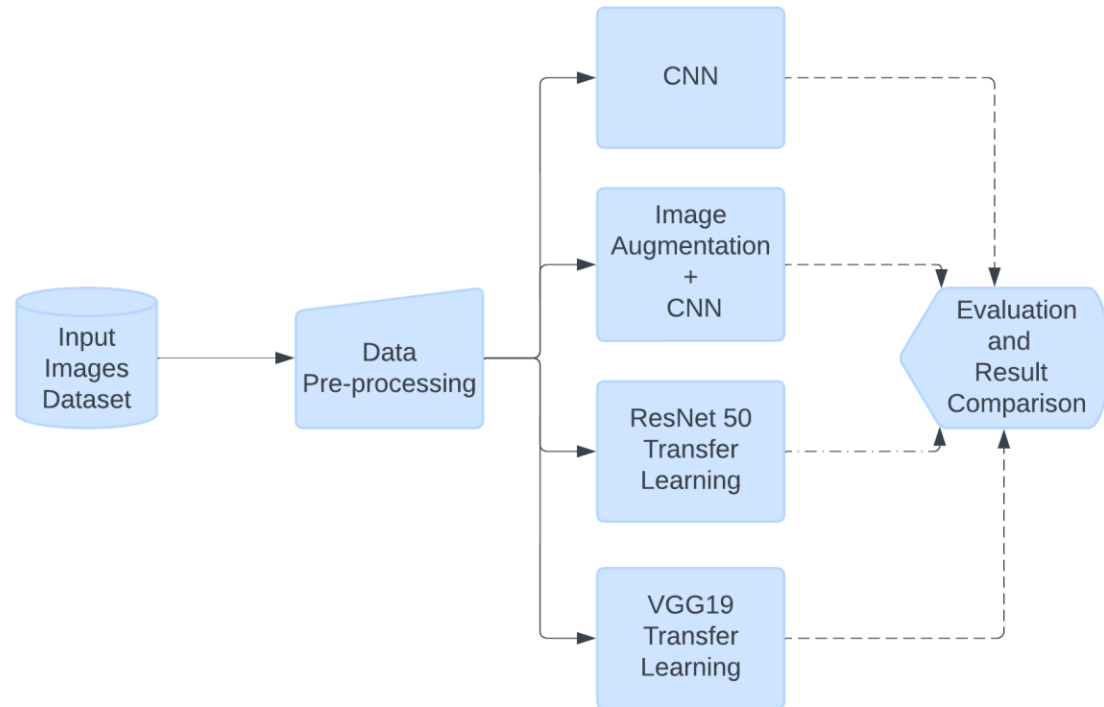 Input
Images
Dataset
Data
Pre-processing
CNN
Image
Augmentation
+
CNN
ResNet 50
Transfer
Learning
VGG19
Transfer
Learning
Evaluation
and
Result
Comparison